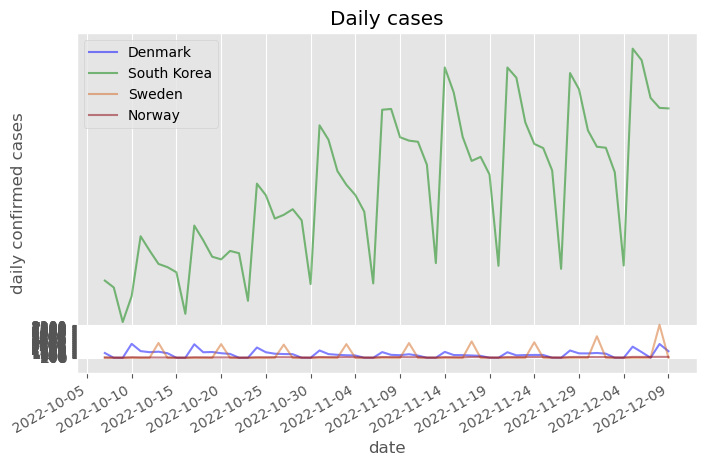 Daily cases
Denmark
South Korea
Sweden
Norway
daily confirmed cases
2022-10-05
2022-10-10
2022-10-15
2022-10-20
2022-10-25
2022-10-30
2022-11-04
2022-11-09
2022-11-14
2022-11-19
2022-11-24
2022-11-29
2022-12-04
2022-12-09
date